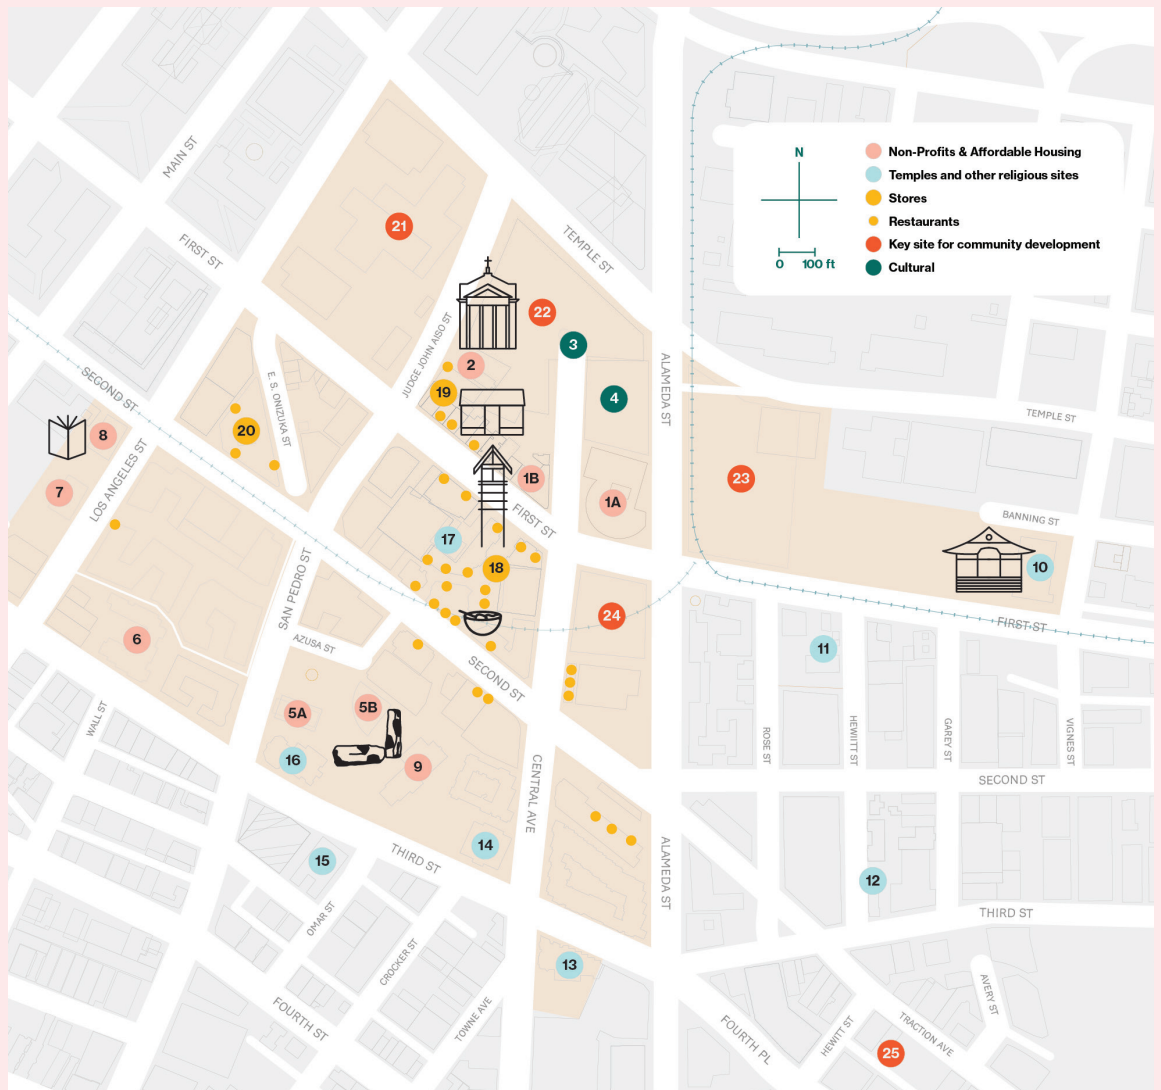 MAIN ST
FIRST ST
TEMPLE ST
N
0 100 ft
Non-Profits & Affordable Housing
Temples and other religious sites
Stores
Restaurants
Key site for community development
Cultural
21
22
3
JUDGE JOHN AISO ST
2
19
4
ALAMEDA ST
SECOND ST
E. S. ONIZUKA ST
20
8
7
LOS ANGELES ST
TEMPLE ST
23
1B
1A
FIRST ST
BANNING ST
17
18
10
24
FIRST ST
SAN PEDRO ST
AZUSA ST
6
11
SECOND ST
5A
5B
16
9
WALL ST
ROSE ST
HEWITT ST
GAREY ST
VIGNES ST
SECOND ST
CENTRAL AVE
14
15
THIRD ST
ALAMEDA ST
12
THIRD ST
OMAR ST
CROCKER ST
13
AVERY ST
FOURTH ST
TOWNE AVE
FOURTH PL
HEWITT ST
TRACTION AVE
25